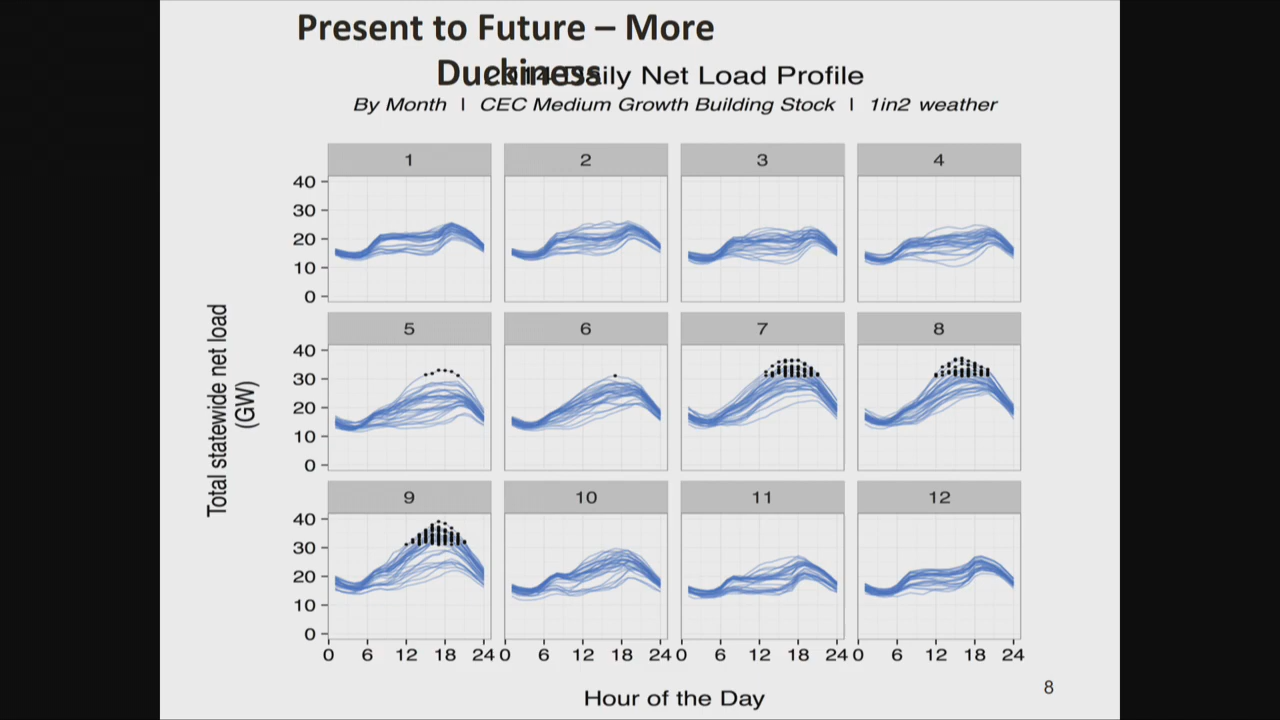 Present to Future – More
Duckiness
2014 Daily Net Load Profile
By Month | CEC Medium Growth Building Stock | 1in2 weather
1 2 3 4
40
30
20
10
0
5 6 7 8
40
30
20
10
0
9 10 11 12
40
30
20
10
0
0 6 12 18 24 0 6 12 18 24 0 6 12 18 24 0 6 12 18 24
Total statewide net load
(GW)
Hour of the Day
8